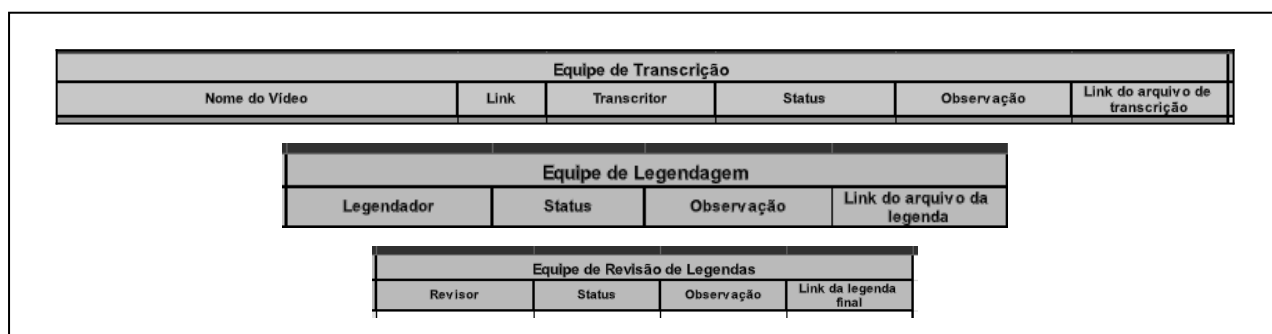 Equipe de Transcrição
Nome do Vídeo Link Transcritor Status Observação Link do arquivo de transcrição
Equipe de Legendagem
Legendador Status Observação Link do arquivo da legenda
Equipe de Revisão de Legendas
Revisor Status Observação Link da legenda final